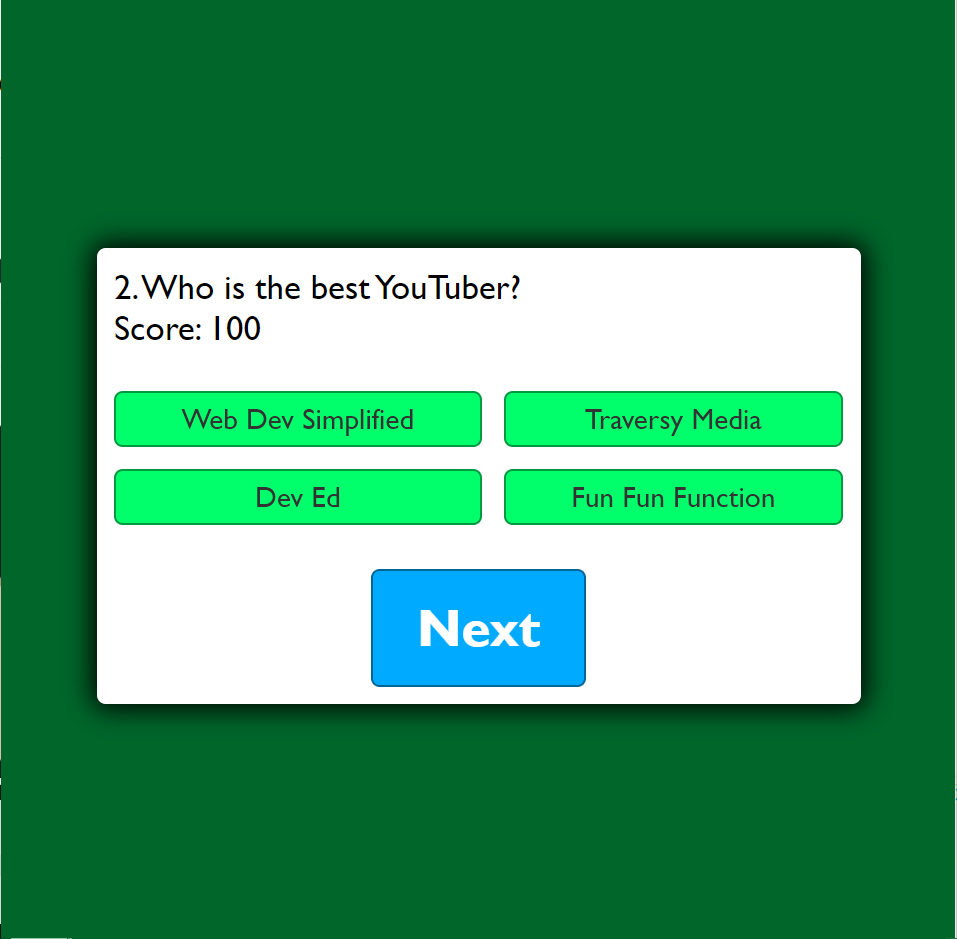 2. Who is the best YouTuber?
Score: 100
Web Dev Simplified
Traversy Media
Dev Ed
Fun Fun Function
Next